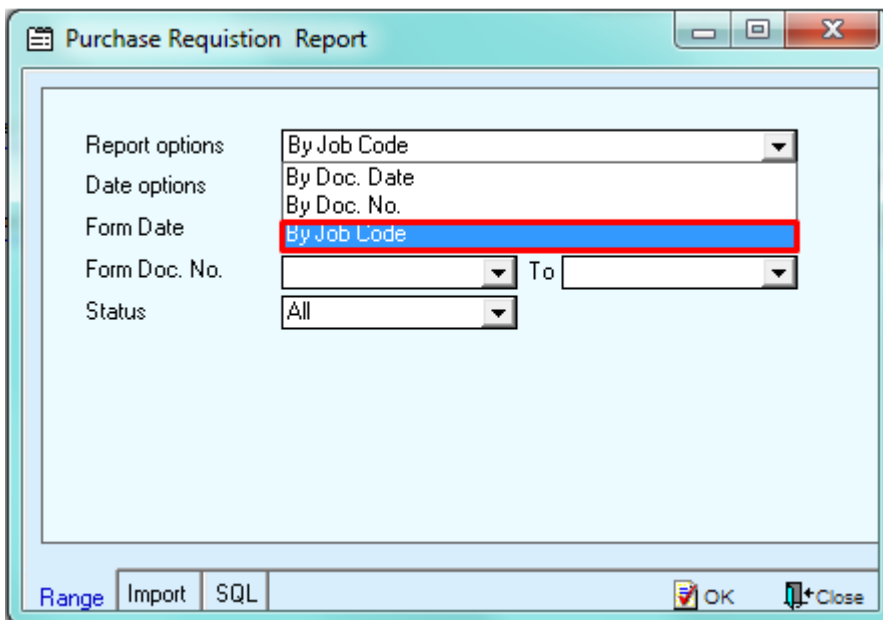 Purchase Requistion Report
Report options By Job Code
Date options By Doc. Date
By Doc. No.
Form Date By Job Code
Form Doc. No. To
Status All
Range Import SQL OK Close